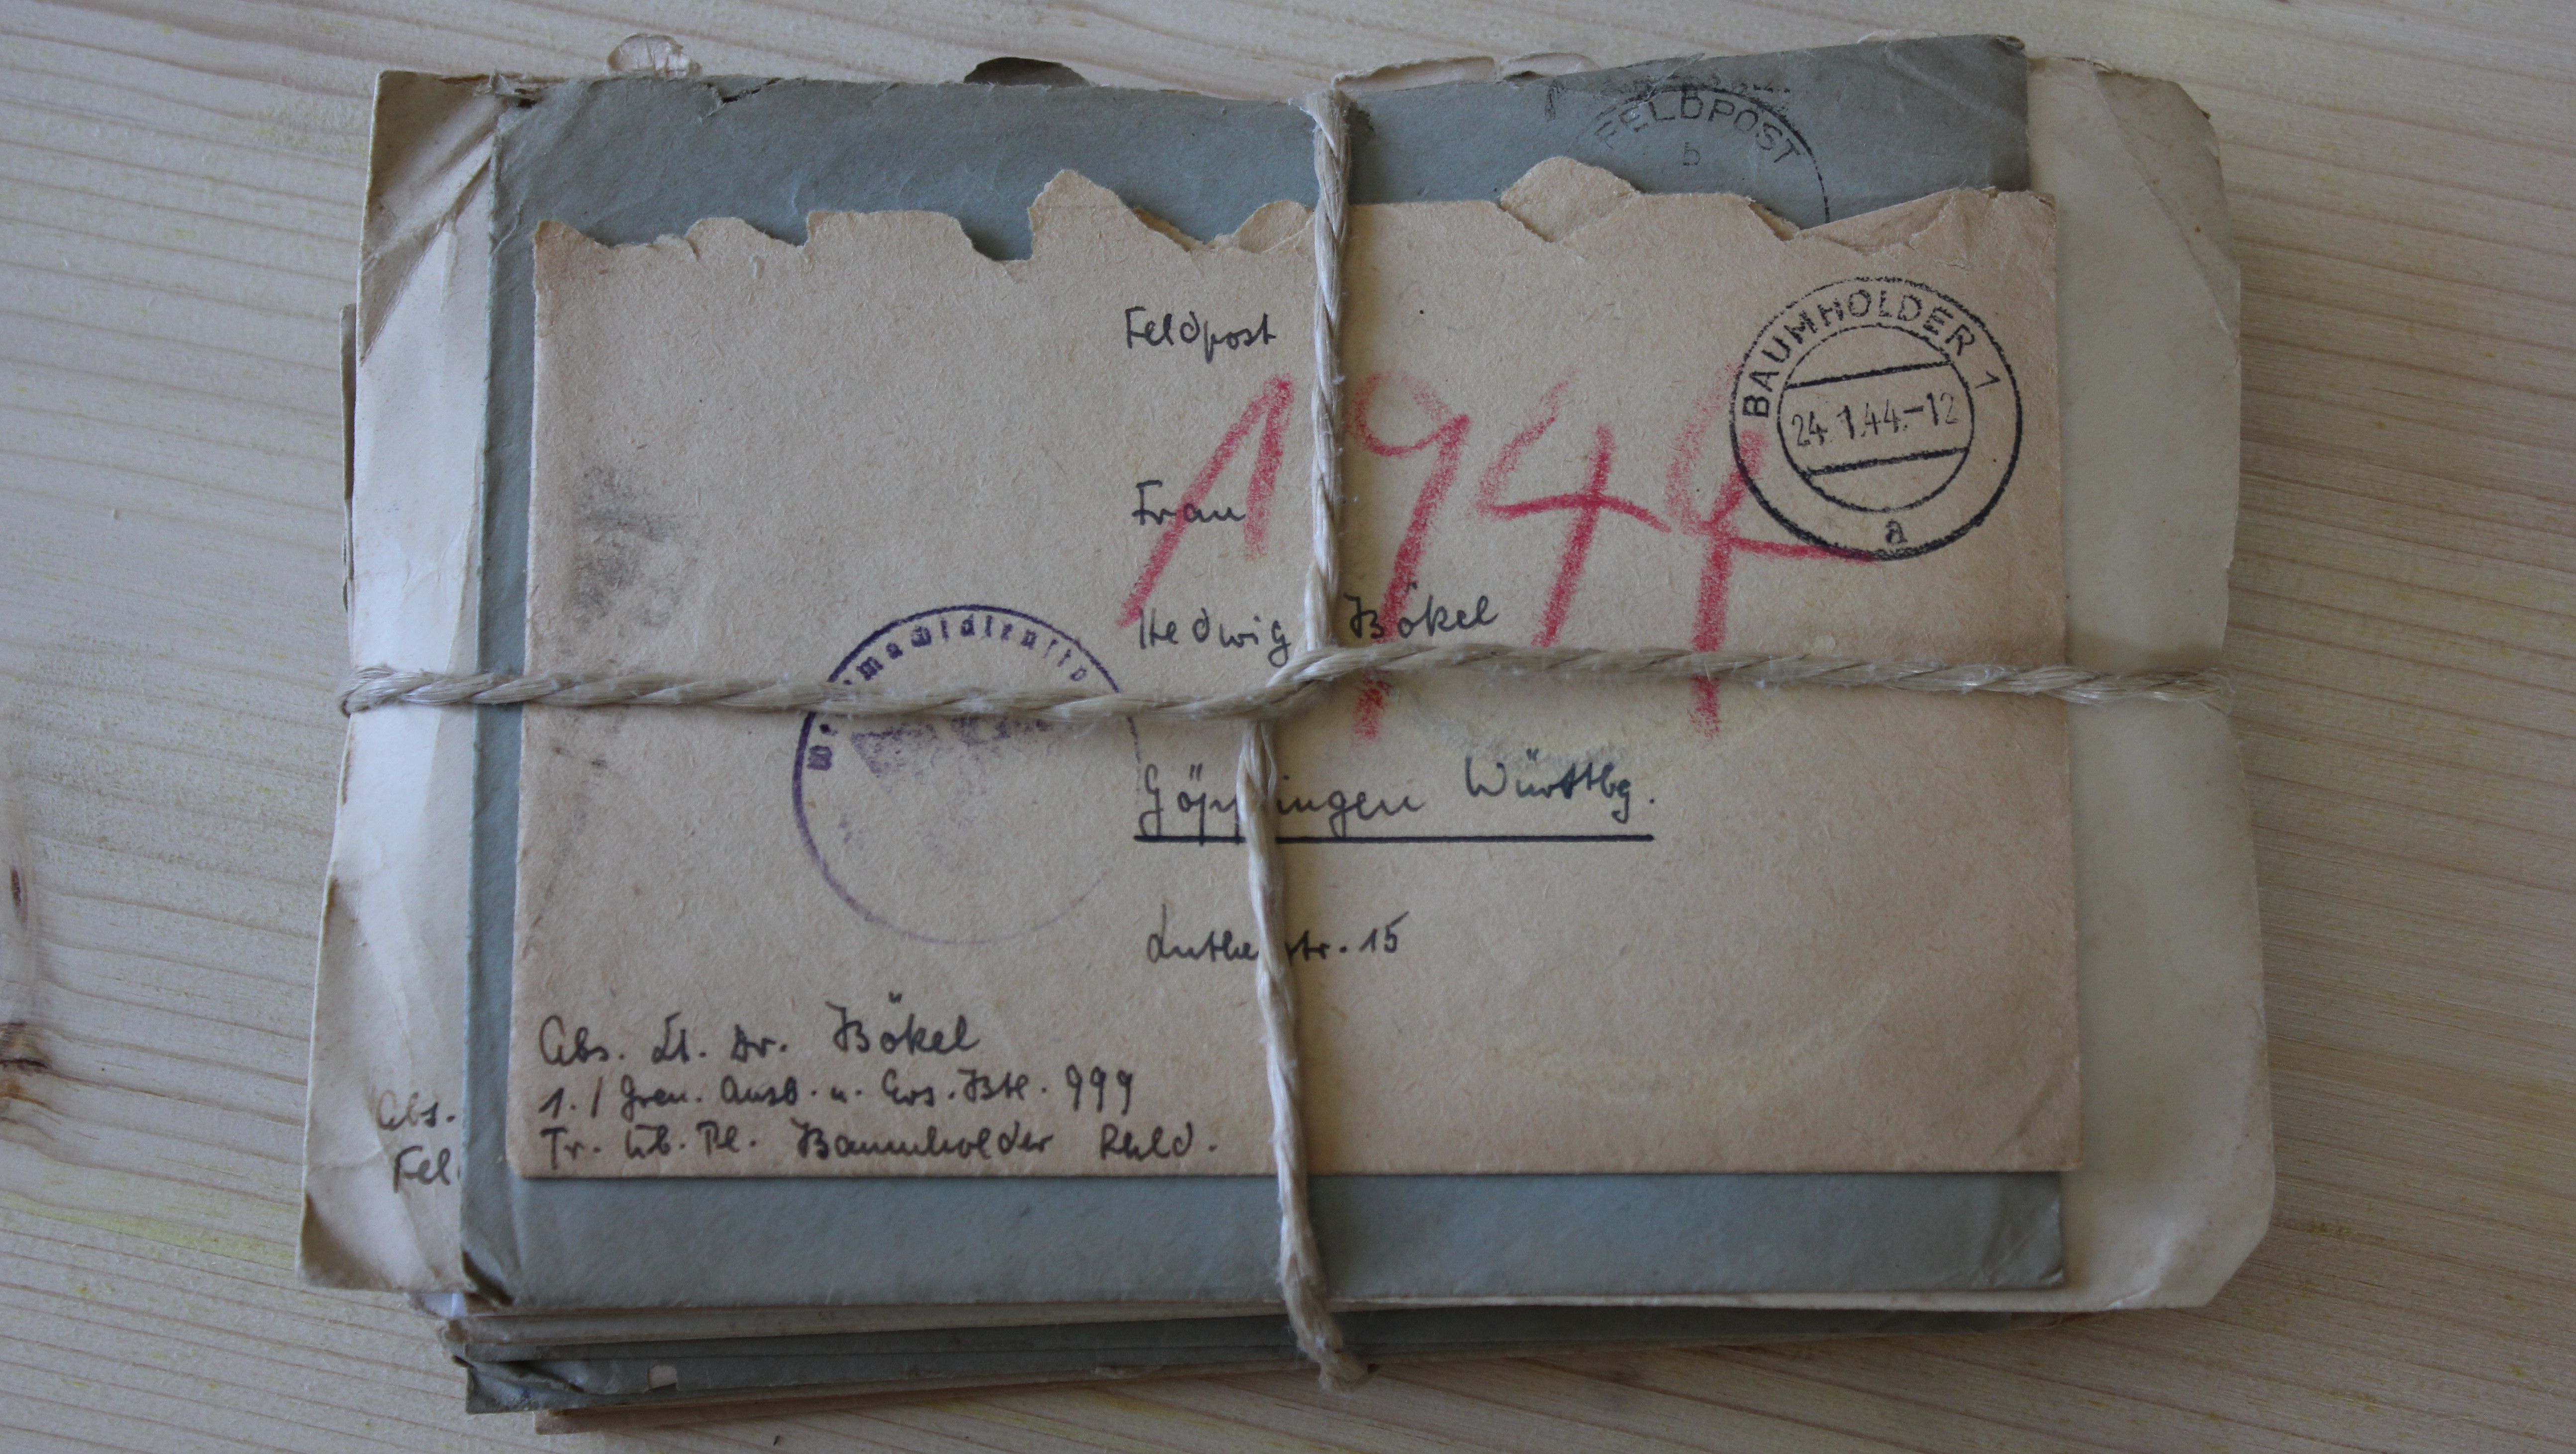 FELDPOST
b
Feldpost
BAUMHOLDER 1
24.1.44.-12
a
1944
Frau
Hedwig Bökel
Göppingen Württbg.
Lutherstr. 15
Abs. Lt. Dr. Bökel
1./ Gren. Ausb. u. Ers. Btl. 999
Tr. Üb. Pl. Baumholder Rhld.
Abs.
Fel